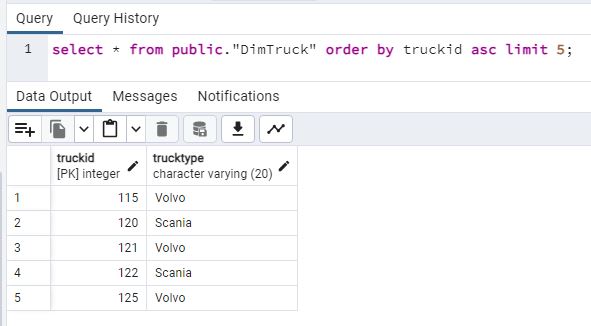 Query Query History
1 select * from public."DimTruck" order by truckid asc limit 5;
Data Output Messages Notifications
truckid trucktype
[PK] integer character varying (20)
1 115 Volvo
2 120 Scania
3 121 Volvo
4 122 Scania
5 125 Volvo